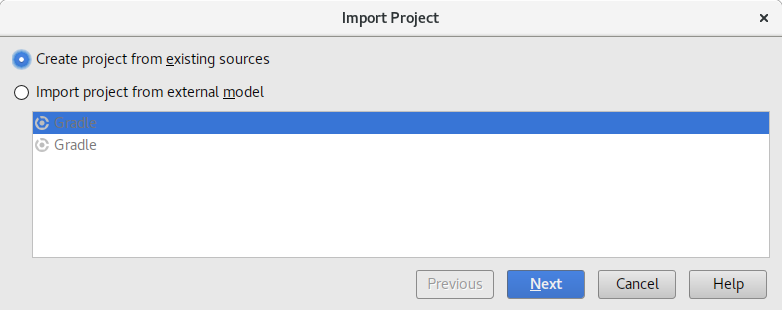 Import Project
Create project from existing sources
Import project from external model
Gradle
Gradle
Previous Next Cancel Help